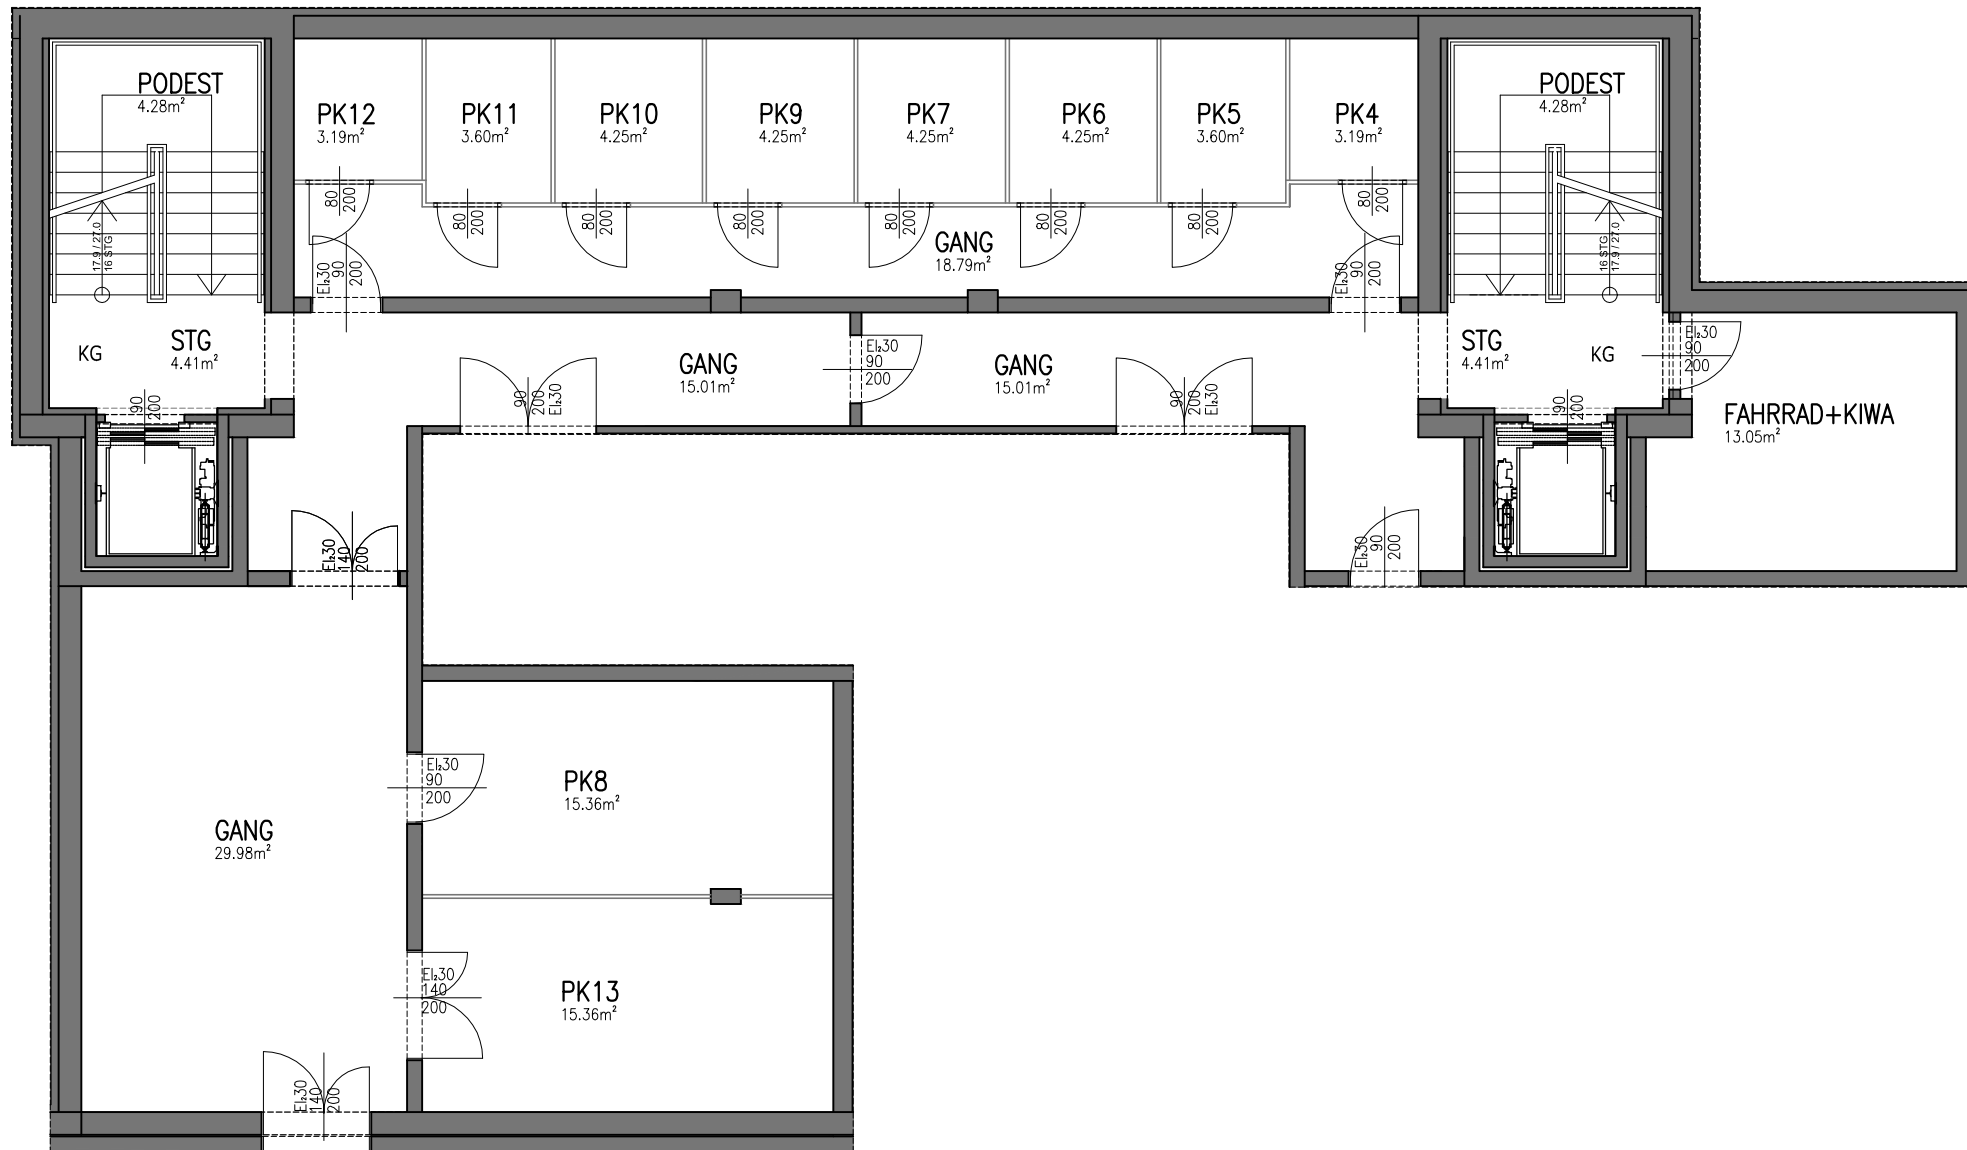 PODEST
4.28m²
PK12
3.19m²
PK11
3.60m²
PK10
4.25m²
PK9
4.25m²
PK7
4.25m²
PK6
4.25m²
PK5
3.60m²
PK4
3.19m²
PODEST
4.28m²
80
200
80
200
80
200
80
200
80
200
80
200
80
200
80
200
17.9 / 27.0
16 STG
GANG
18.79m²
16 STG
17.9 / 27.0
EI₂30
90
200
EI₂30
90
200
KG
STG
4.41m²
GANG
15.01m²
EI₂30
90
200
GANG
15.01m²
STG
4.41m²
KG
EI₂30
90
200
90
200
90
200
EI₂30
90
200
EI₂30
90
200
FAHRRAD+KIWA
13.05m²
EI₂30
140
200
EI₂30
90
200
EI₂30
90
200
PK8
15.36m²
GANG
29.98m²
EI₂30
140
200
PK13
15.36m²
EI₂30
140
200